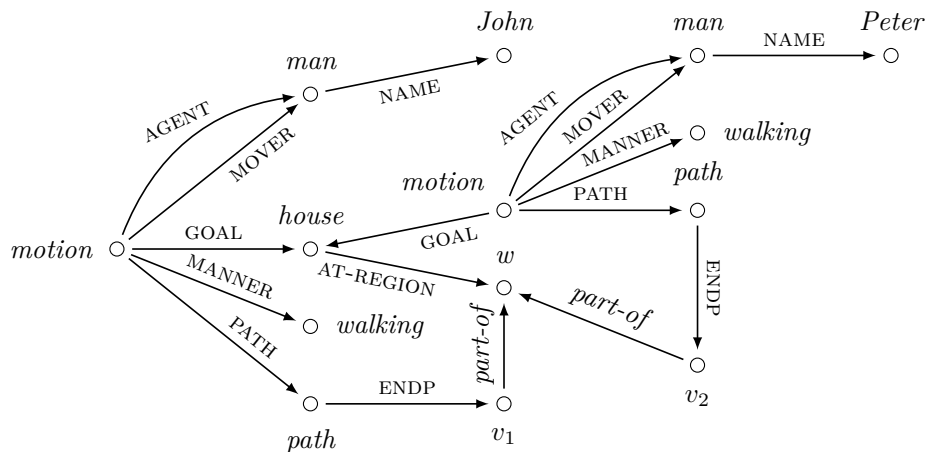 John
man
Peter
man
NAME
NAME
AGENT
AGENT
MOVER
MOVER
MANNER
walking
motion
path
PATH
house
GOAL
GOAL
motion
w
AT-REGION
MANNER
ENDP
part-of
walking
PATH
part-of
ENDP
v2
path
v1